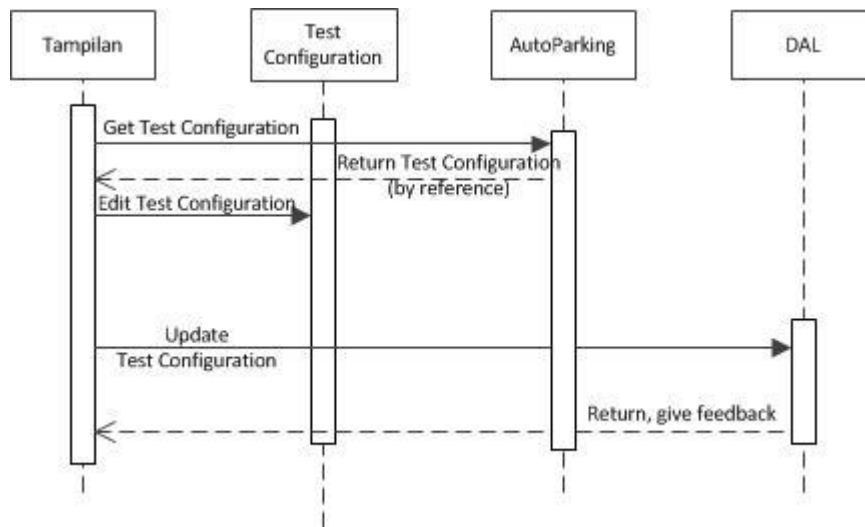 Tampilan
Test
Configuration
AutoParking
DAL
Get Test Configuration
Return Test Configuration
(by reference)
Edit Test Configuration
Update
Test Configuration
Return, give feedback